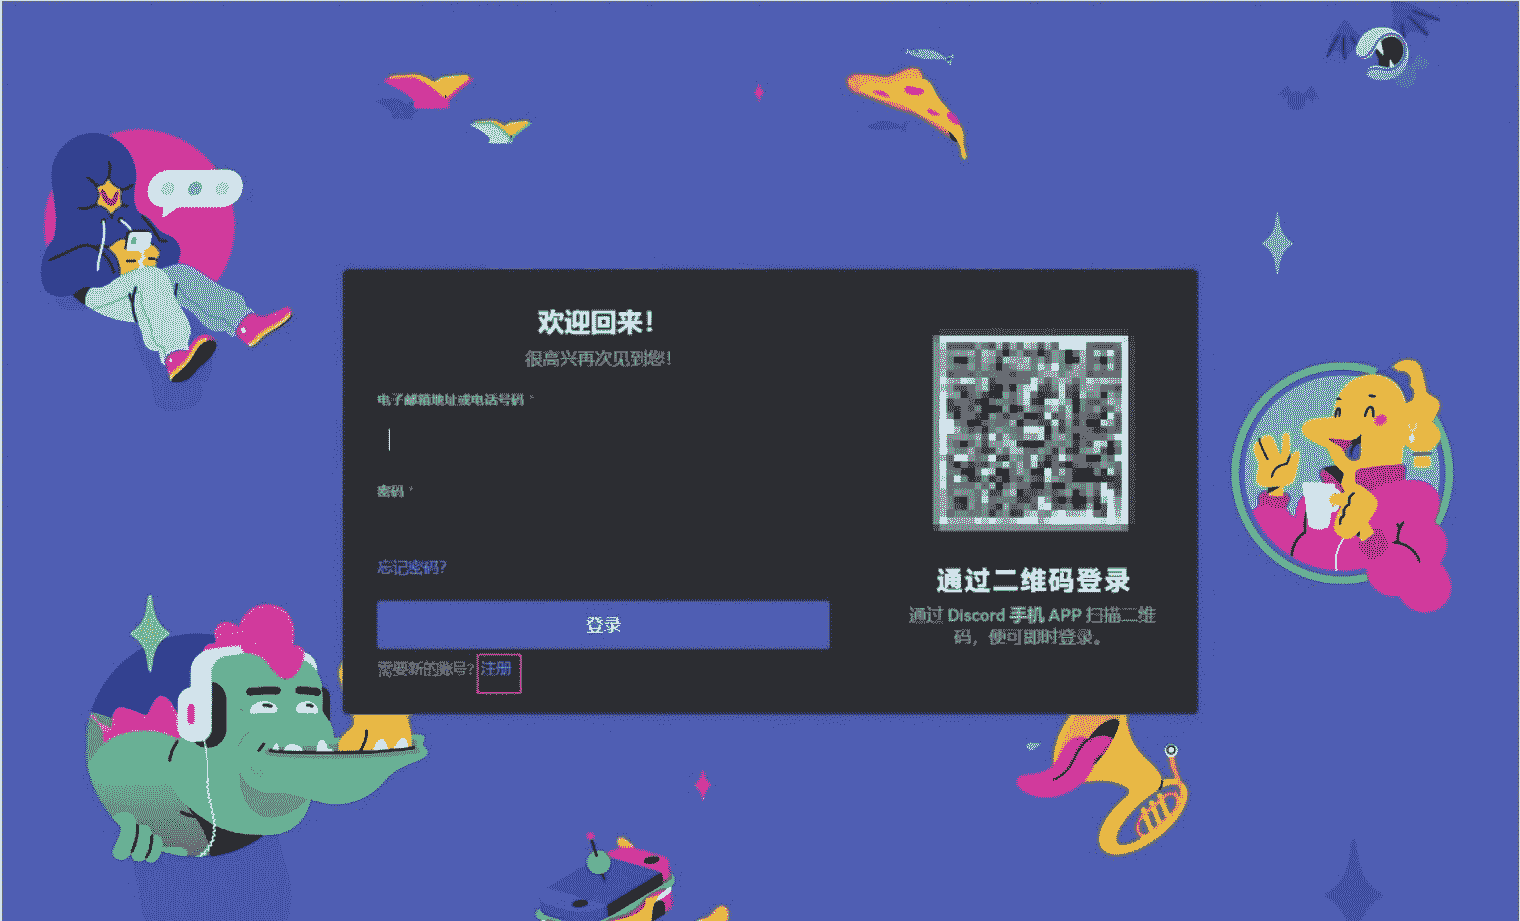 欢迎回来!
很高兴再次见到您!
电子邮箱地址或电话号码 *
密码 *
忘记密码?
登录
需要新的账号? 注册
通过二维码登录
通过 Discord 手机 APP 扫描二维
码，便可即时登录。